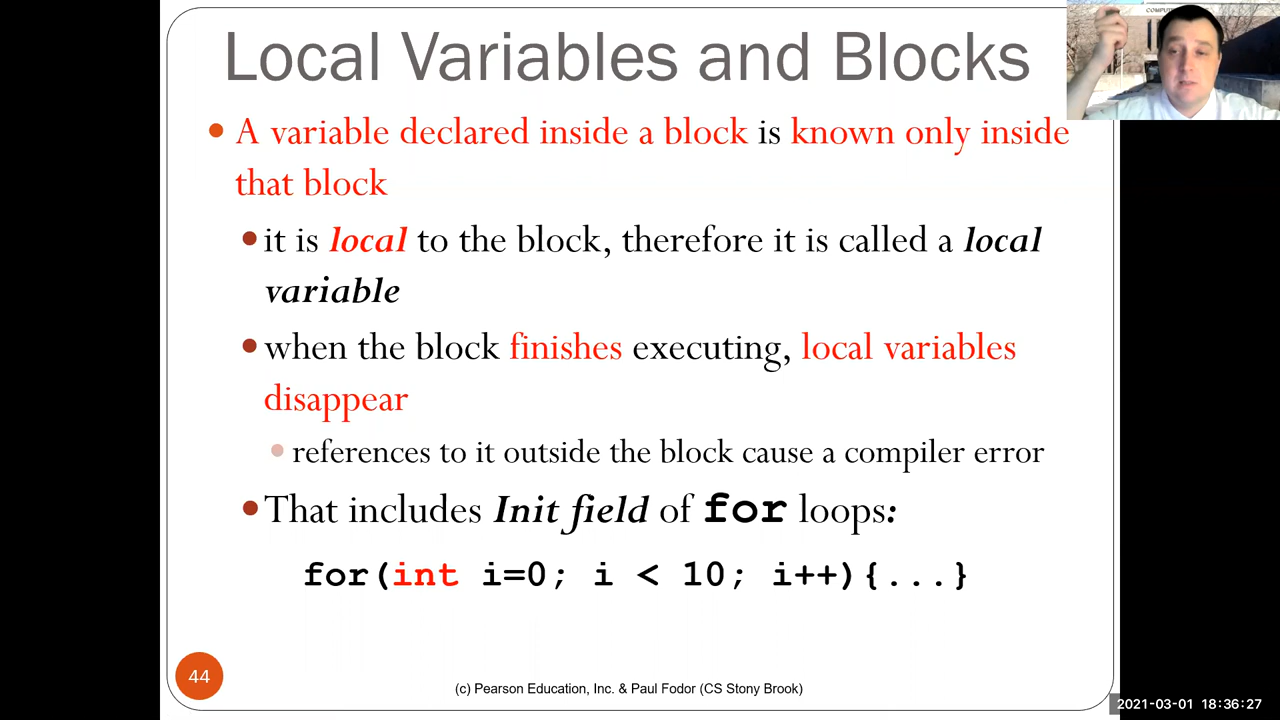 Local Variables and Blocks
A variable declared inside a block is known only inside
that block
it is local to the block, therefore it is called a local
variable
when the block finishes executing, local variables
disappear
references to it outside the block cause a compiler error
That includes Init field of for loops:
for(int i=0; i < 10; i++){...}
44
(c) Pearson Education, Inc. & Paul Fodor (CS Stony Brook)
2021-03-01 18:36:27